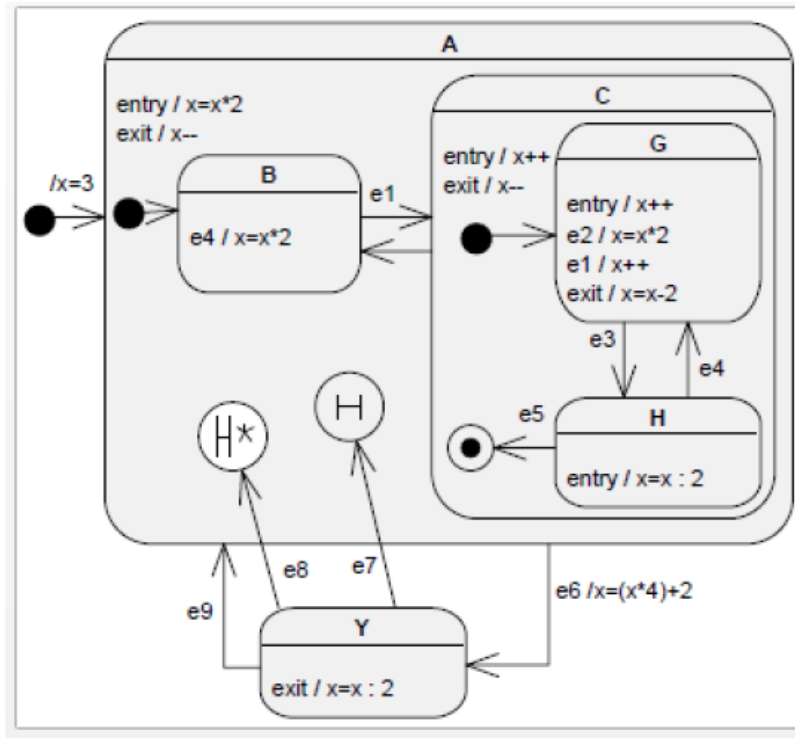 A
entry / x=x*2
exit / x--
/x=3
B
e4 / x=x*2
e1
C
entry / x++
exit / x--
G
entry / x++
e2 / x=x*2
e1 / x++
exit / x=x-2
e3
e4
e5
H
entry / x=x : 2
H*
H
e8
e7
e9
e6 /x=(x*4)+2
Y
exit / x=x : 2